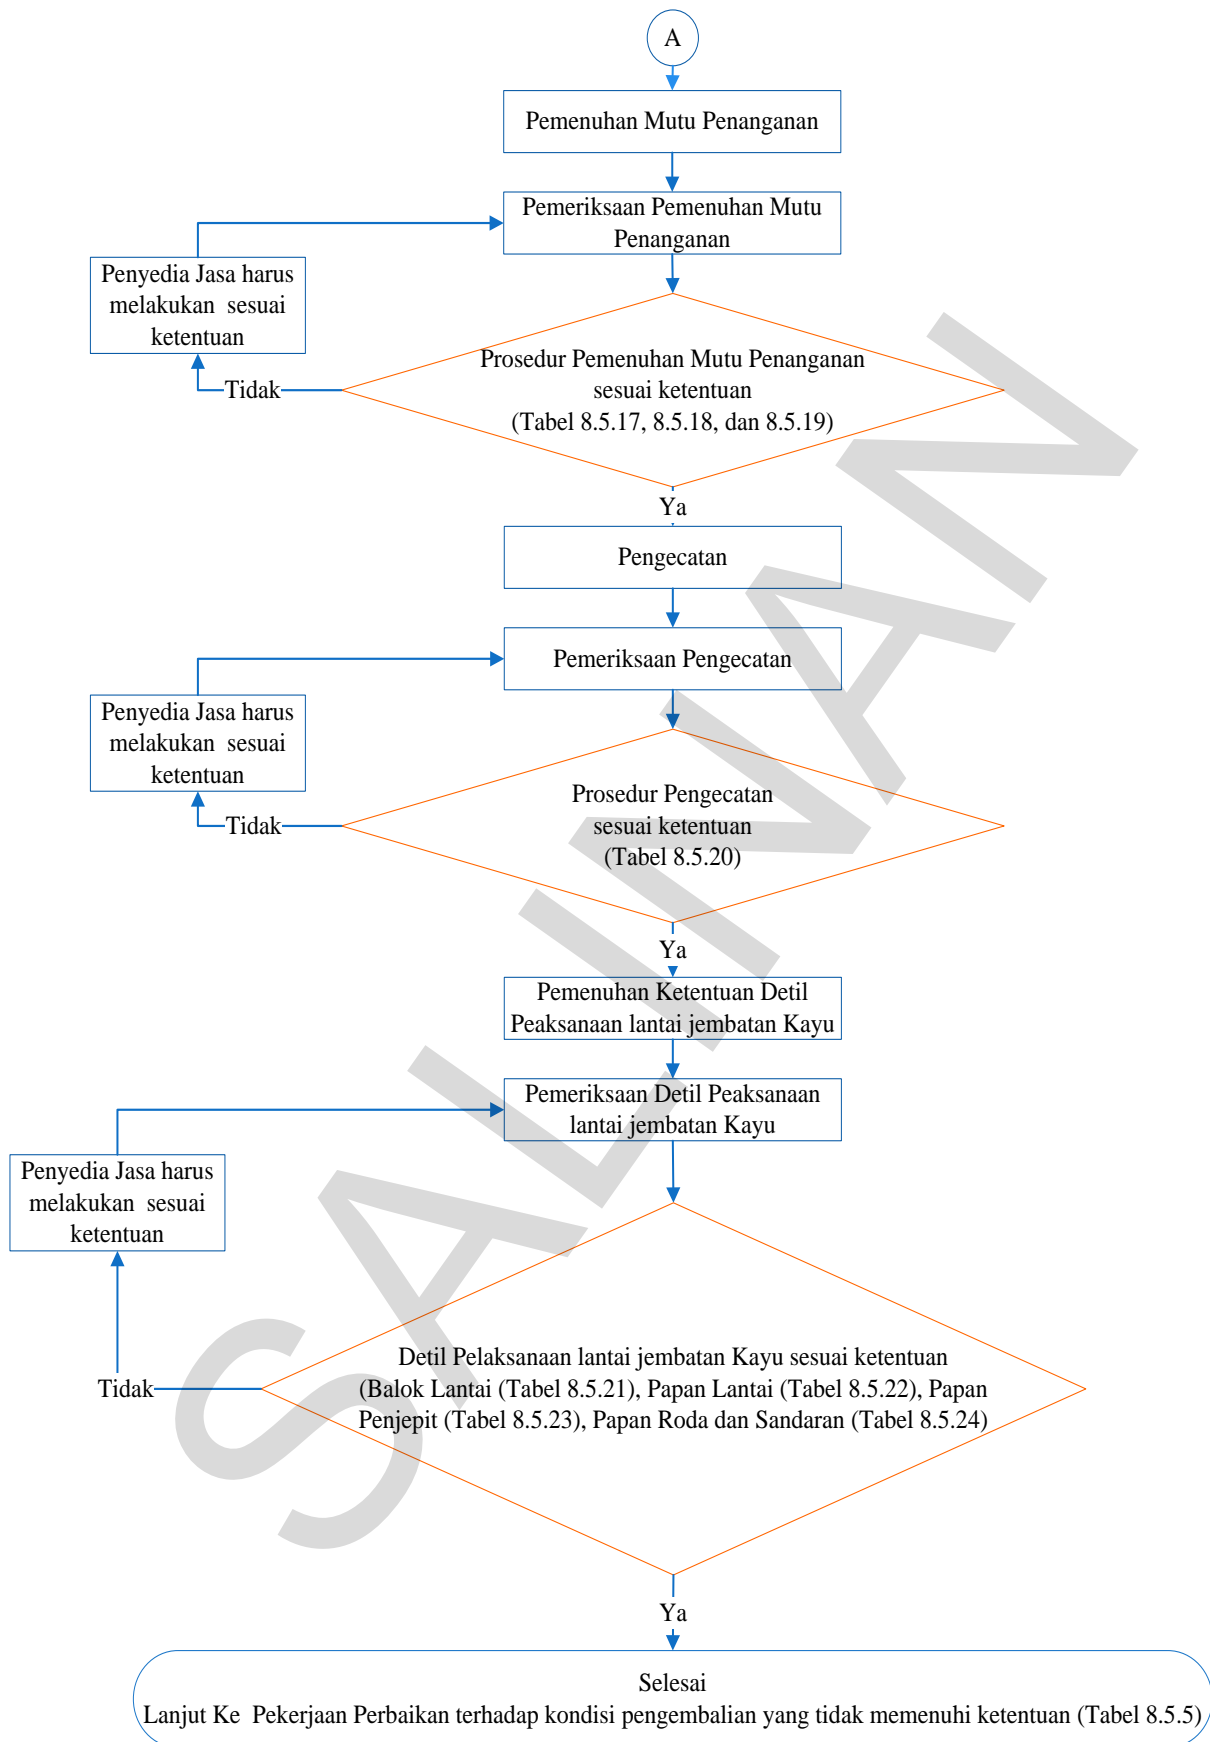 A
Pemenuhan Mutu Penanganan
Pemeriksaan Pemenuhan Mutu
Penanganan
Penyedia Jasa harus
melakukan sesuai
ketentuan
Prosedur Pemenuhan Mutu Penanganan
sesuai ketentuan
(Tabel 8.5.17, 8.5.18, dan 8.5.19)
Tidak
Ya
Pengecatan
Pemeriksaan Pengecatan
Penyedia Jasa harus
melakukan sesuai
ketentuan
Prosedur Pengecatan
sesuai ketentuan
(Tabel 8.5.20)
Tidak
Ya
Pemenuhan Ketentuan Detil
Peaksanaan lantai jembatan Kayu
Pemeriksaan Detil Peaksanaan
lantai jembatan Kayu
Penyedia Jasa harus
melakukan sesuai
ketentuan
Detil Pelaksanaan lantai jembatan Kayu sesuai ketentuan
(Balok Lantai (Tabel 8.5.21), Papan Lantai (Tabel 8.5.22), Papan
Penjepit (Tabel 8.5.23), Papan Roda dan Sandaran (Tabel 8.5.24)
Tidak
Ya
Selesai
Lanjut Ke Pekerjaan Perbaikan terhadap kondisi pengembalian yang tidak memenuhi ketentuan (Tabel 8.5.5)
SALINAN